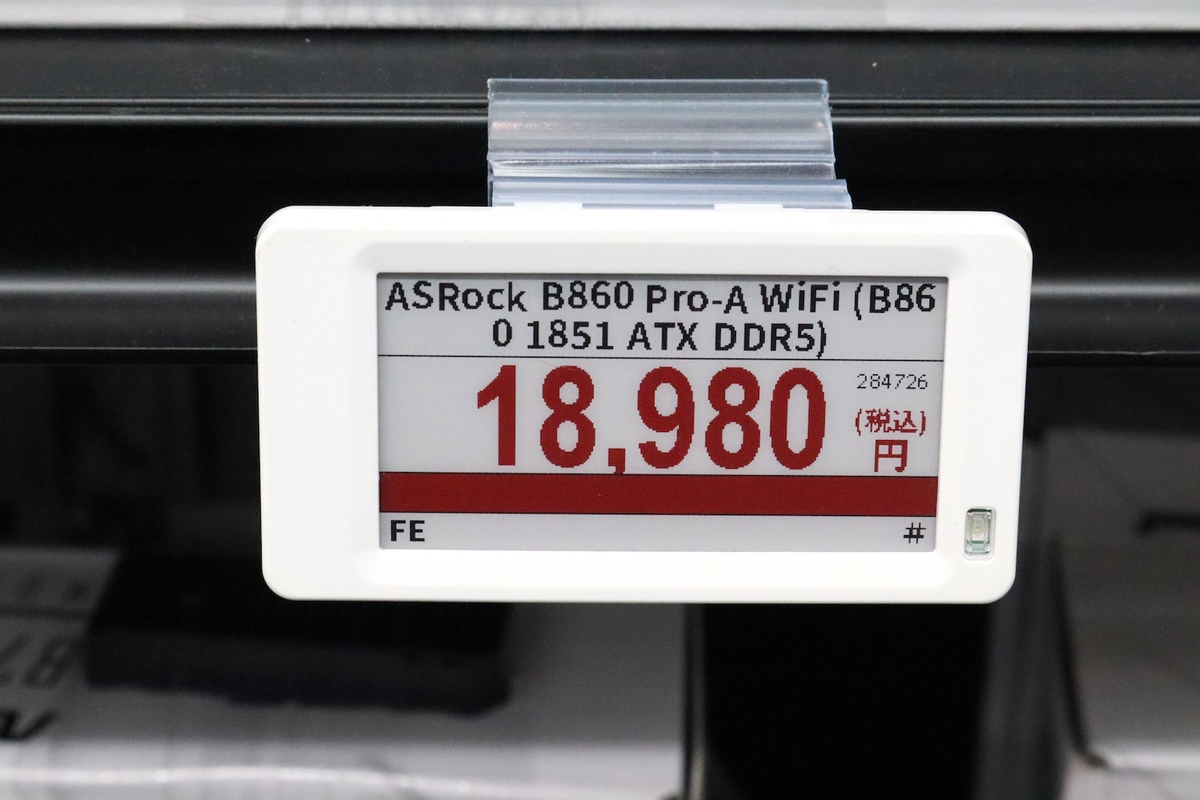 ASRock B860 Pro-A WiFi (B86
0 1851 ATX DDR5)
18,980
284726
(税込)
円
FE
#